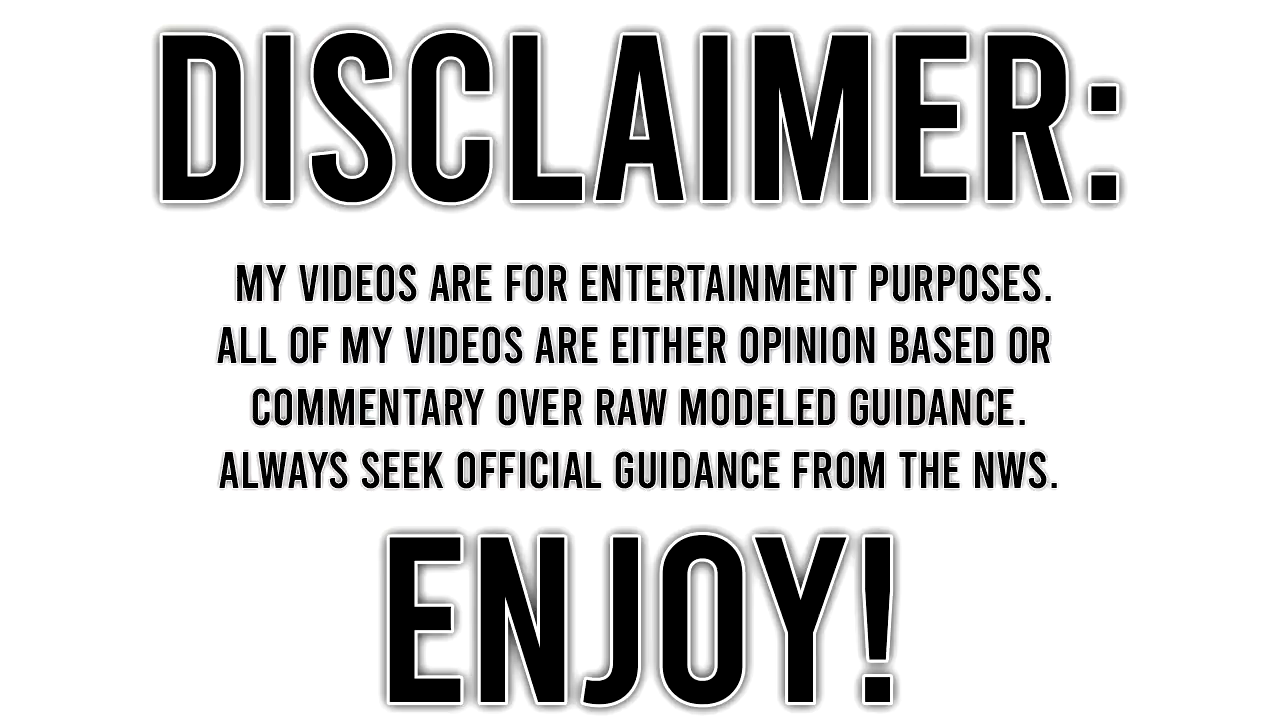 DISCLAIMER:
MY VIDEOS ARE FOR ENTERTAINMENT PURPOSES.
ALL OF MY VIDEOS ARE EITHER OPINION BASED OR
COMMENTARY OVER RAW MODELED GUIDANCE.
ALWAYS SEEK OFFICIAL GUIDANCE FROM THE NWS.
ENJOY!